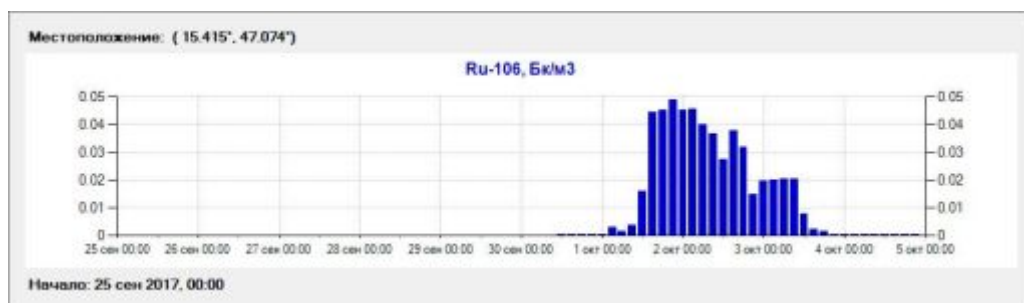 Местоположение: ( 15.415°, 47.074°)
Ru-106, Бк/м3
0.05 0.05
0.04 0.04
0.03 0.03
0.02 0.02
0.01 0.01
0 0
25 сен 00:00 26 сен 00:00 27 сен 00:00 28 сен 00:00 29 сен 00:00 30 сен 00:00 1 окт 00:00 2 окт 00:00 3 окт 00:00 4 окт 00:00 5 окт 00:00
Начало: 25 сен 2017, 00:00